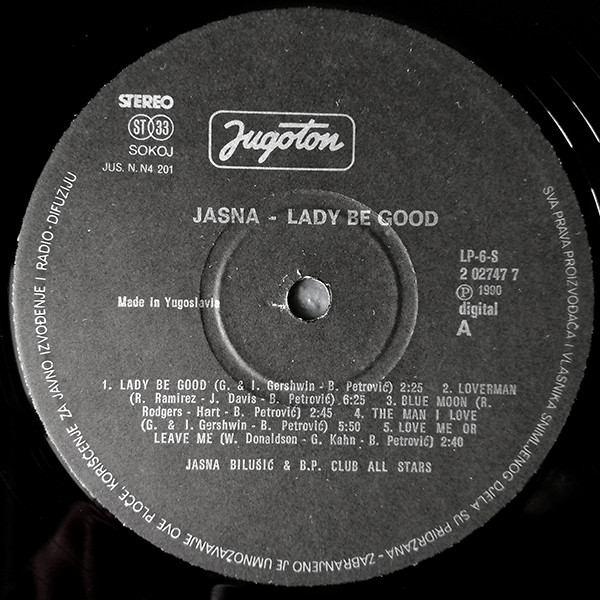 STEREO
ST 33
SOKOJ
JUS. N. N4 201
Jugoton
JASNA - LADY BE GOOD
LP-6-S
2 02747 7
Ⓟ 1990
digital
A
Made in Yugoslavia
1. LADY BE GOOD (G. & I. Gershwin - B. Petrović) 2:25 2. LOVERMAN
(R. Ramirez - J. Davis - B. Petrović) 6:25 3. BLUE MOON (R.
Rodgers - Hart - B. Petrović) 2:45 4. THE MAN I LOVE
(G. & I. Gershwin - B. Petrović) 5:50 5. LOVE ME OR
LEAVE ME (W. Donaldson - G. Kahn - B. Petrović) 2:40
JASNA BILUŠIĆ & B.P. CLUB ALL STARS
SVA PRAVA PROIZVOĐAČA I VLASNIKA SNIMLJENOG DJELA SU PRIDRŽANA - ZABRANJENO JE UMNOŽAVANJE OVE PLOČE, KORIŠĆENJE ZA JAVNO IZVOĐENJE I RADIO-DIFUZIJU